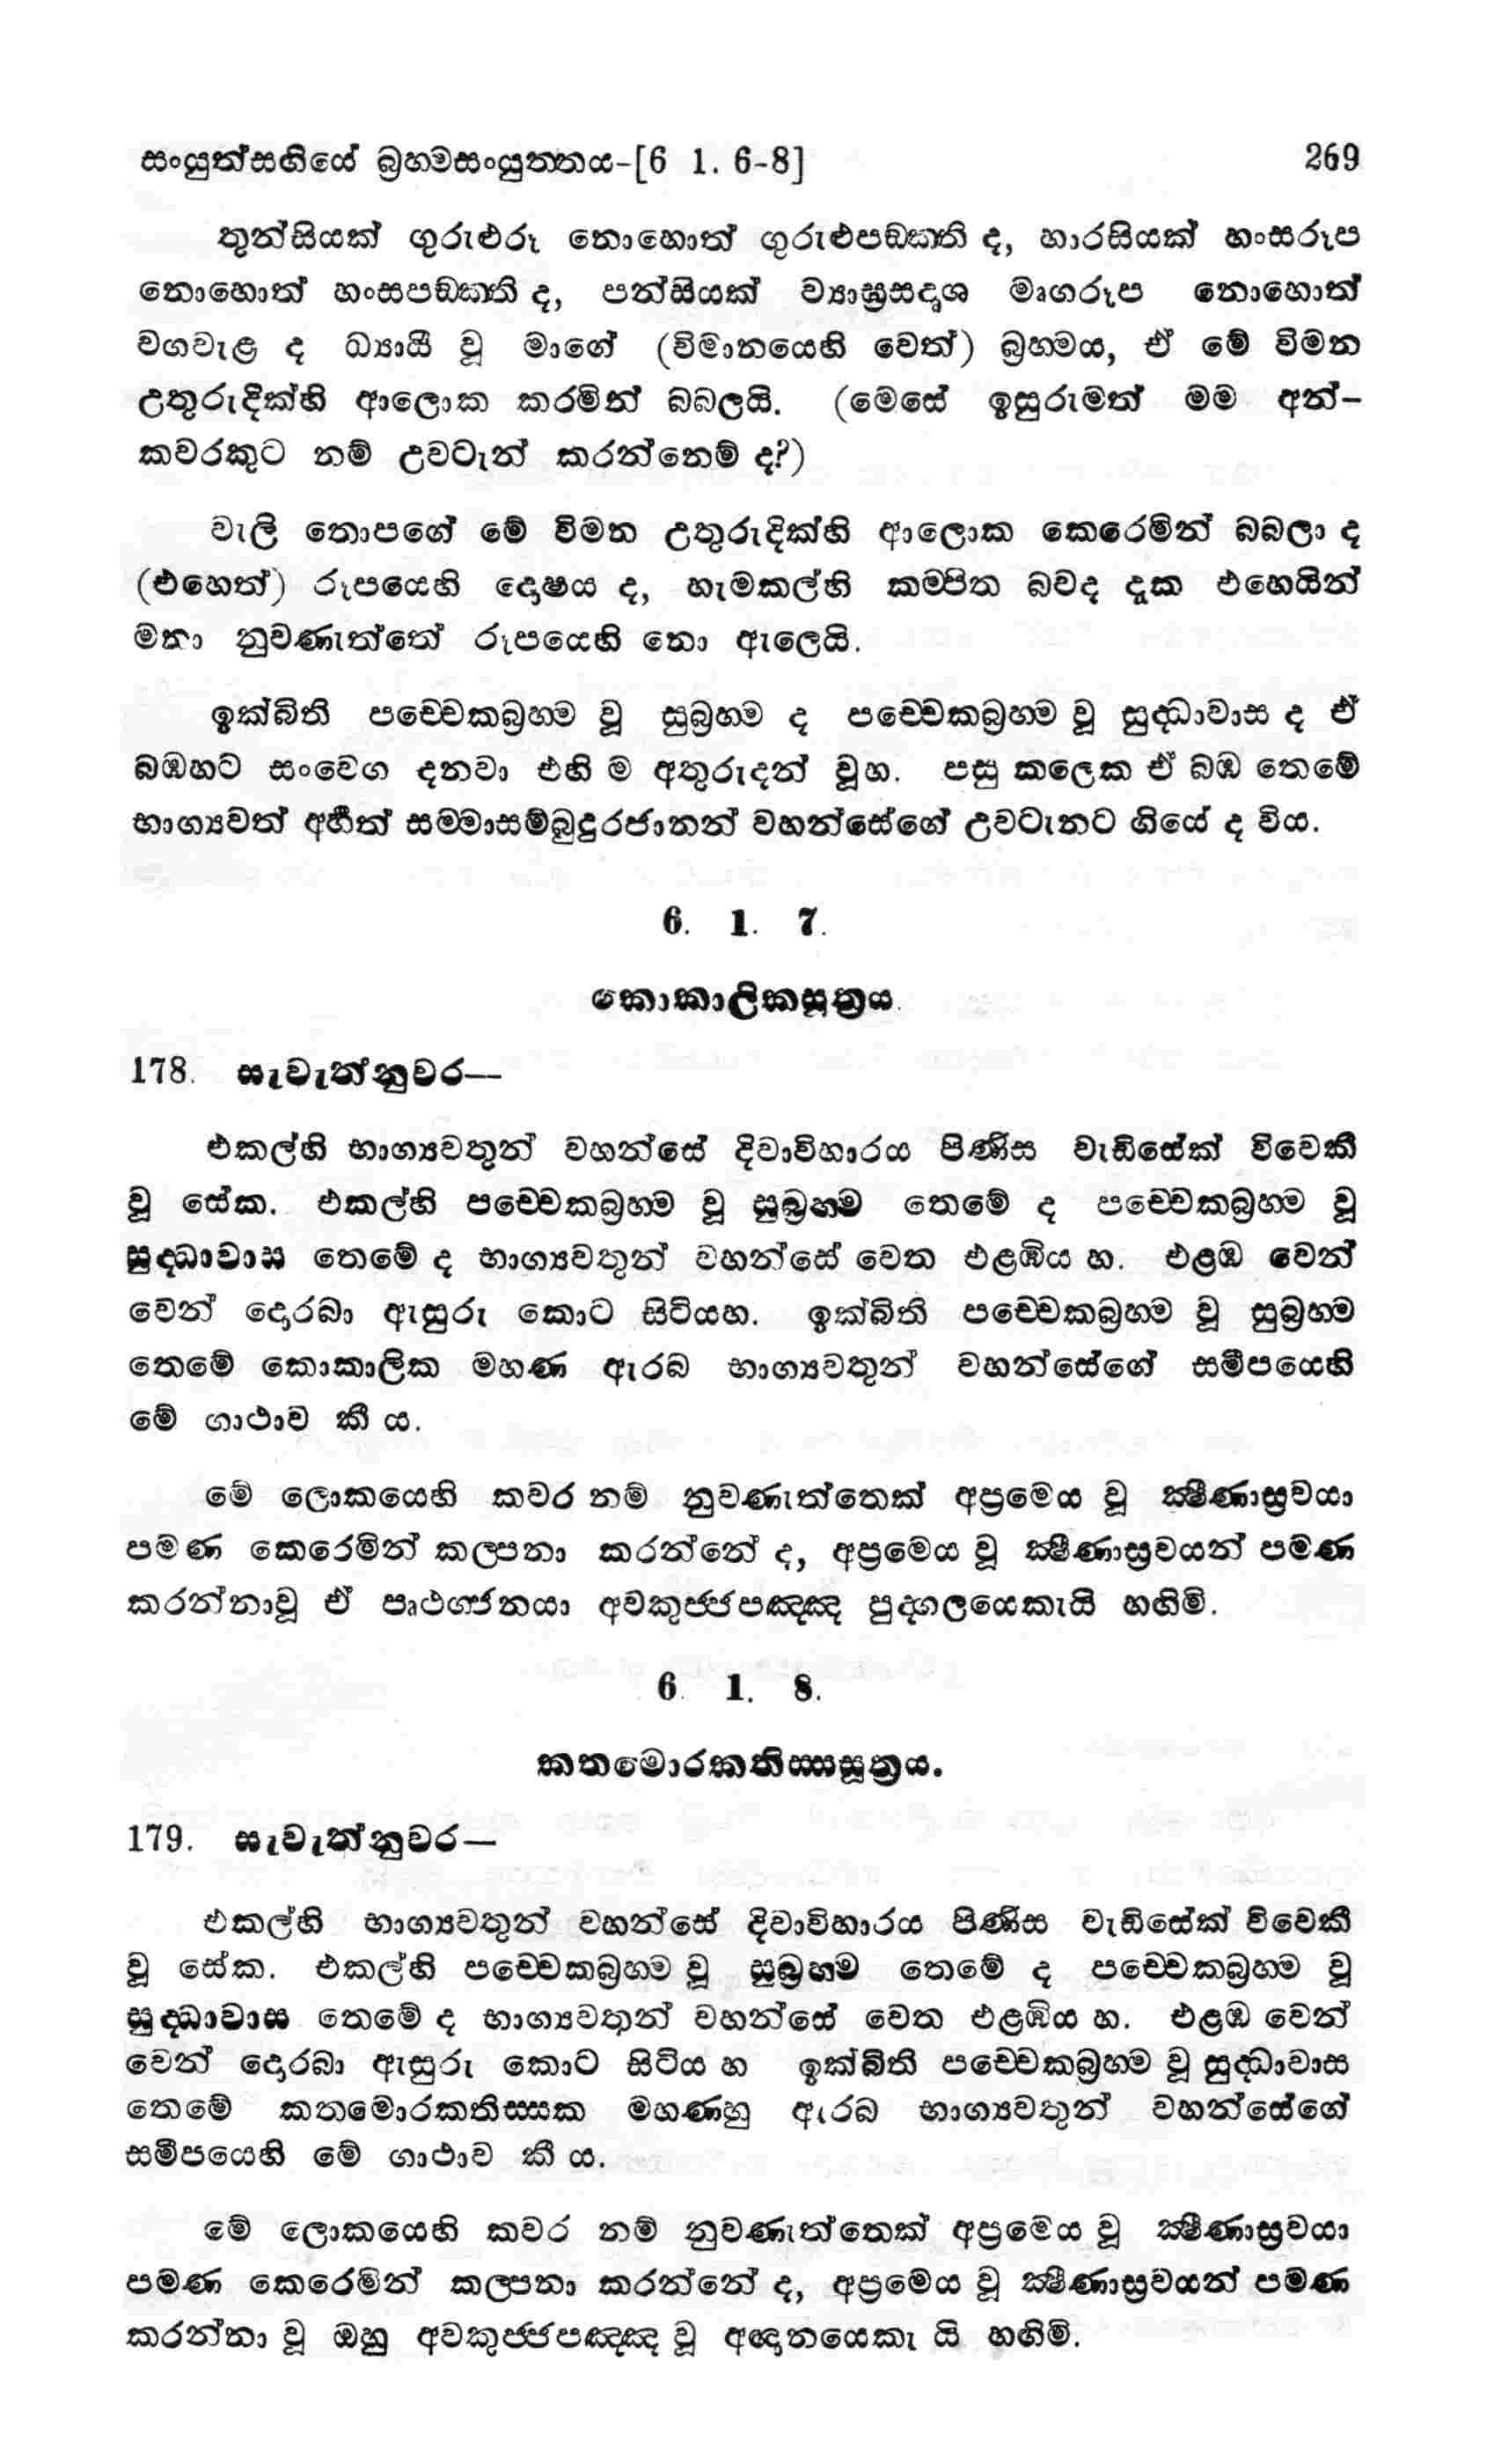 සංයුත්සඟියේ බ්‍රහ්මසංයුත්තය-[6 1. 6-8] 269
තුන්සියක් ගුරුළුරූ නොහොත් ගුරුළුපඞ්ක්ති ද, හාරසියක් හංසරූප
නොහොත් හංසපඞ්ක්ති ද, පන්සියක් ව්‍යාඝ්‍රසදෘශ මෘගරූප නොහොත්
වගවැළ ද ඛ්‍යායී වූ මාගේ (විමානයෙහි වෙත්) බ්‍රහ්මය, ඒ මේ විමන
උතුරුදික්හි ආලොක කරමින් බබලයි. (මෙසේ ඉසුරුමත් මම අන්-
කවරකුට නම් උවටැන් කරන්නෙම් ද?)
වැලි තොපගේ මේ විමන උතුරුදික්හි ආලොක කෙරෙමින් බබලා ද
(එහෙත්) රූපයෙහි දොෂය ද, හැමකල්හි කම්පිත බවද දැක එහෙයින්
මනා නුවණැත්තේ රූපයෙහි නො ඇලෙයි.
ඉක්බිති පච්චෙකබ්‍රහ්ම වූ සුබ්‍රහ්ම ද පච්චෙකබ්‍රහ්ම වූ සුද්ධාවාස ද ඒ
බඹහට සංවෙග දනවා එහි ම අතුරුදන් වූහ. පසු කලෙක ඒ බඹ තෙමේ
භාග්‍යවත් අර්හත් සම්මාසම්බුදුරජානන් වහන්සේගේ උවටැනට ගියේ ද විය.
6. 1. 7.
කොකාලිකසූත්‍රය.
178. සැවැත්නුවර—
එකල්හි භාග්‍යවතුන් වහන්සේ දිවාවිහාරය පිණිස වැඩිසේක් විවෙකී
වූ සේක. එකල්හි පච්චෙකබ්‍රහ්ම වූ සුබ්‍රහ්ම තෙමේ ද පච්චෙකබ්‍රහ්ම වූ
සුද්ධාවාස තෙමේ ද භාග්‍යවතුන් වහන්සේ වෙත එළඹිය හ. එළඹ වෙන්
වෙන් දොරබා ඇසුරු කොට සිටියහ. ඉක්බිති පච්චෙකබ්‍රහ්ම වූ සුබ්‍රහ්ම
තෙමේ කොකාලික මහණ ඇරබ භාග්‍යවතුන් වහන්සේගේ සමීපයෙහි
මේ ගාථාව කී ය.
මේ ලොකයෙහි කවර නම් නුවණැත්තෙක් අප්‍රමෙය වූ ක්ෂීණාස්‍රවයා
පමණ කෙරෙමින් කල්පනා කරන්නේ ද, අප්‍රමෙය වූ ක්ෂීණාස්‍රවයන් පමණ
කරන්නාවූ ඒ පෘථග්ජනයා අවකුජ්ජපඤ්ඤ පුද්ගලයෙකැයි හඟිමි.
6. 1. 8.
කතමොරකතිස්සසූත්‍රය.
179. සැවැත්නුවර—
එකල්හි භාග්‍යවතුන් වහන්සේ දිවාවිහාරය පිණිස වැඩිසේක් විවෙකී
වූ සේක. එකල්හි පච්චෙකබ්‍රහ්ම වූ සුබ්‍රහ්ම තෙමේ ද පච්චෙකබ්‍රහ්ම වූ
සුද්ධාවාස තෙමේ ද භාග්‍යවතුන් වහන්සේ වෙත එළඹිය හ. එළඹ වෙන්
වෙන් දොරබා ඇසුරු කොට සිටිය හ ඉක්බිති පච්චෙකබ්‍රහ්ම වූ සුද්ධාවාස
තෙමේ කතමොරකතිස්සක මහණහු ඇරබ භාග්‍යවතුන් වහන්සේගේ
සමීපයෙහි මේ ගාථාව කී ය.
මේ ලොකයෙහි කවර නම් නුවණැත්තෙක් අප්‍රමෙය වූ ක්ෂීණාස්‍රවයා
පමණ කෙරෙමින් කල්පනා කරන්නේ ද, අප්‍රමෙය වූ ක්ෂීණාස්‍රවයන් පමණ
කරන්නා වූ ඔහු අවකුජ්ජපඤ්ඤ වූ අඥානයෙකැ යි හඟිමි.